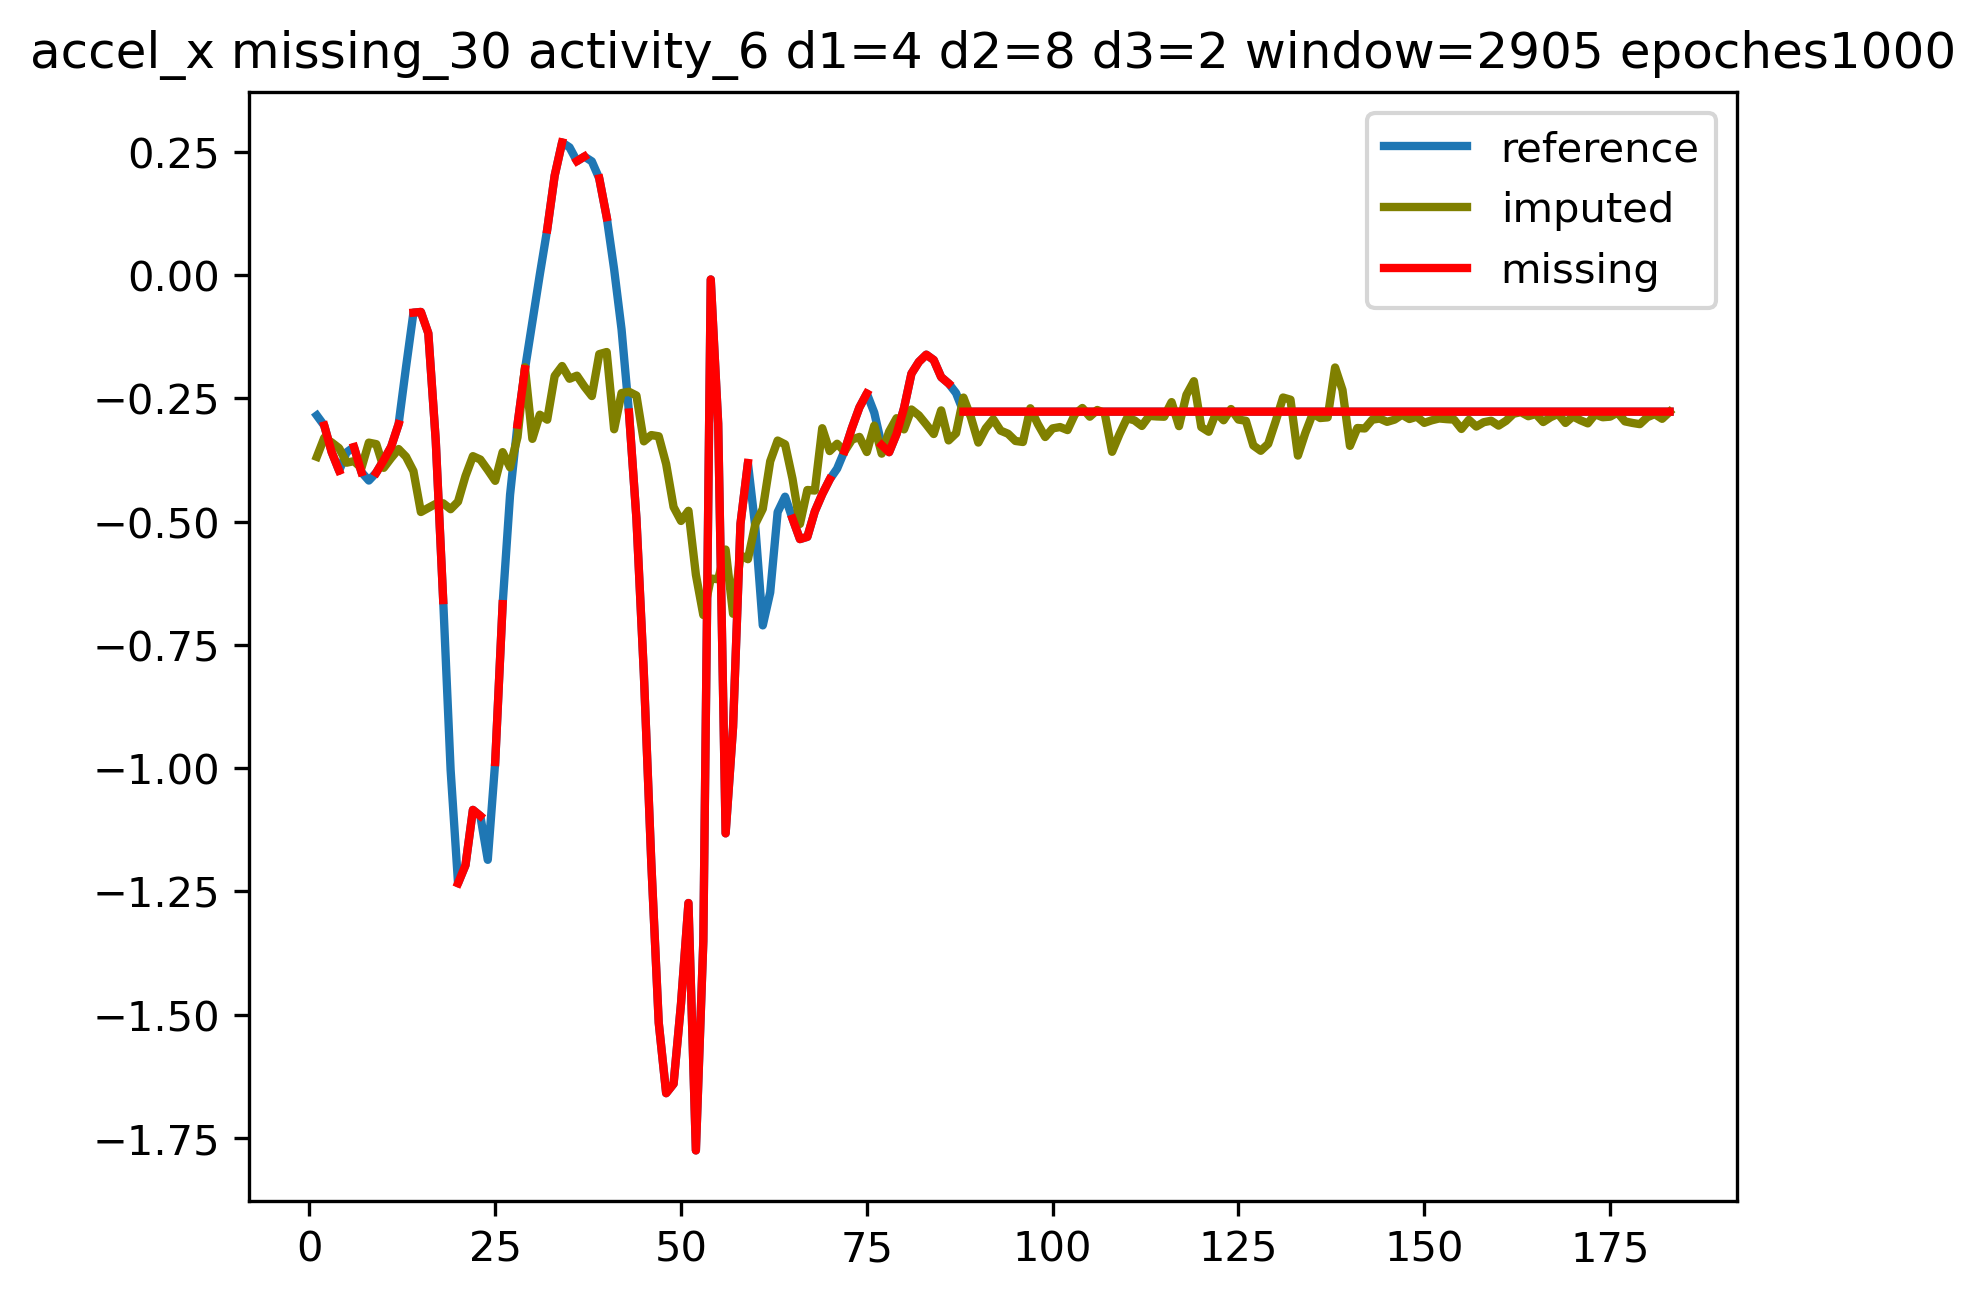 accel_x missing_30 activity_6 d1=4 d2=8 d3=2 window=2905 epoches1000
reference
imputed
missing
0.25
0.00
−0.25
−0.50
−0.75
−1.00
−1.25
−1.50
−1.75
0 25 50 75 100 125 150 175